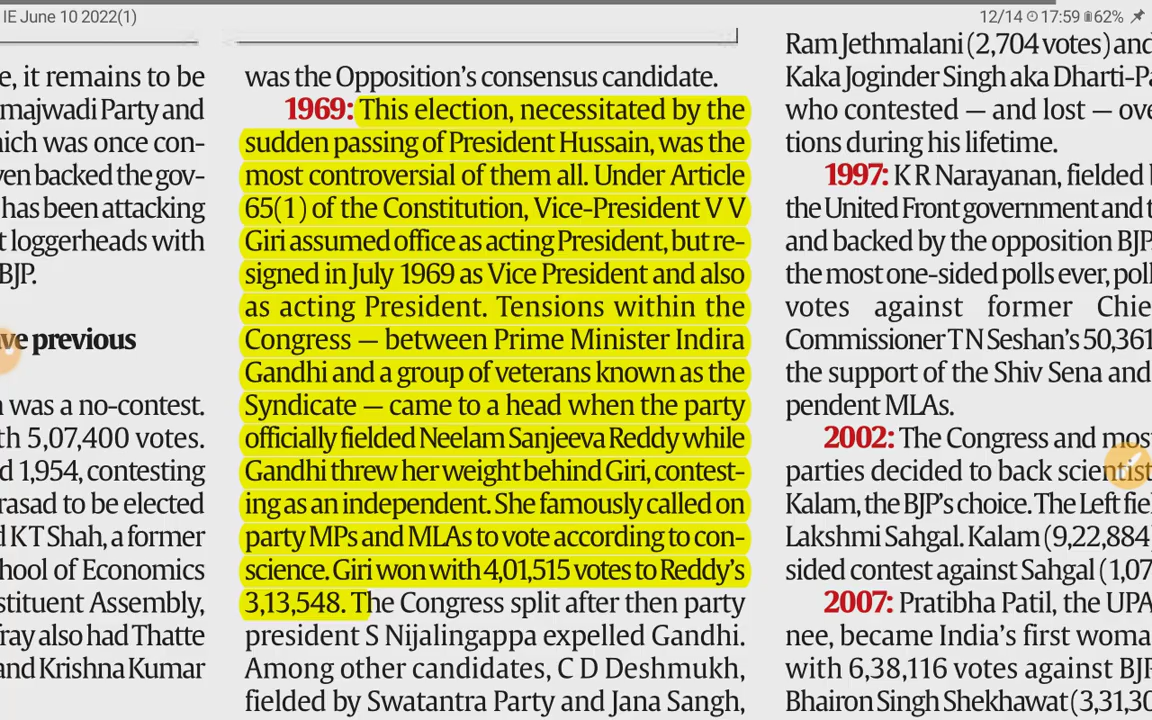 IE June 10 2022(1)
12/14 17:59 62%
e, it remains to be
majwadi Party and
ich was once con-
ven backed the gov-
has been attacking
t loggerheads with
BJP.
ve previous
was a no-contest.
th 5,07,400 votes.
d 1,954, contesting
rasad to be elected
d K T Shah, a former
hool of Economics
stituent Assembly,
fray also had Thatte
and Krishna Kumar
was the Opposition's consensus candidate.
1969: This election, necessitated by the
sudden passing of President Hussain, was the
most controversial of them all. Under Article
65(1) of the Constitution, Vice-President V V
Giri assumed office as acting President, but re-
signed in July 1969 as Vice President and also
as acting President. Tensions within the
Congress — between Prime Minister Indira
Gandhi and a group of veterans known as the
Syndicate — came to a head when the party
officially fielded Neelam Sanjeeva Reddy while
Gandhi threw her weight behind Giri, contest-
ing as an independent. She famously called on
party MPs and MLAs to vote according to con-
science. Giri won with 4,01,515 votes to Reddy's
3,13,548. The Congress split after then party
president S Nijalingappa expelled Gandhi.
Among other candidates, C D Deshmukh,
fielded by Swatantra Party and Jana Sangh,
Ram Jethmalani (2,704 votes) and
Kaka Joginder Singh aka Dharti-Pa
who contested — and lost — ove
tions during his lifetime.
1997: K R Narayanan, fielded
the United Front government and t
and backed by the opposition BJP,
the most one-sided polls ever, poll
votes against former Chie
Commissioner T N Seshan's 50,361
the support of the Shiv Sena and
pendent MLAs.
2002: The Congress and mos
parties decided to back scientist
Kalam, the BJP's choice. The Left fiel
Lakshmi Sahgal. Kalam (9,22,884)
sided contest against Sahgal (1,07
2007: Pratibha Patil, the UPA
nee, became India's first woma
with 6,38,116 votes against BJP
Bhairon Singh Shekhawat (3,31,30